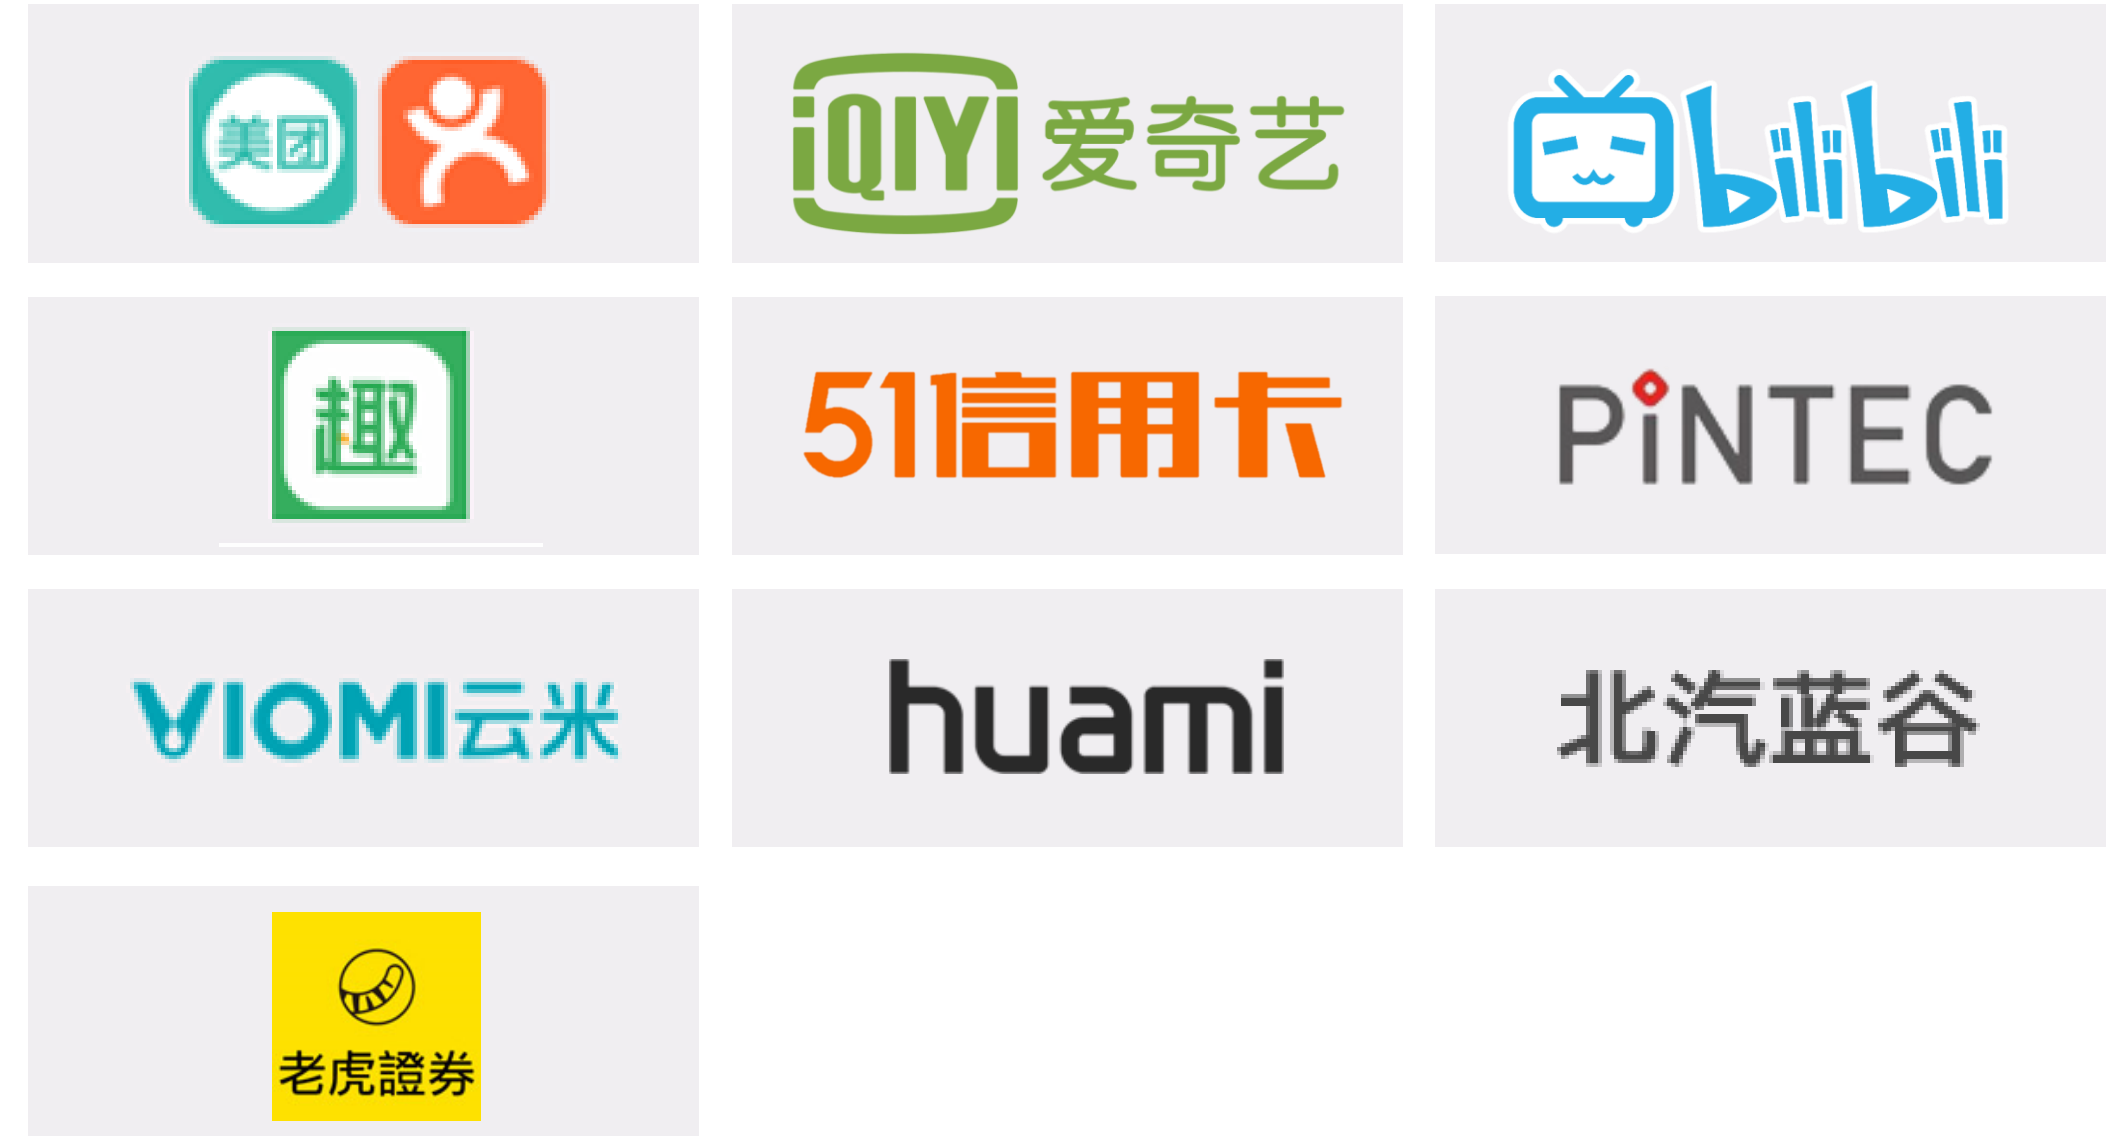 美团
iQIYI 爱奇艺
bilibili
趣
51信用卡
PiNTEC
VIOMI云米
huami
北汽蓝谷
老虎證券